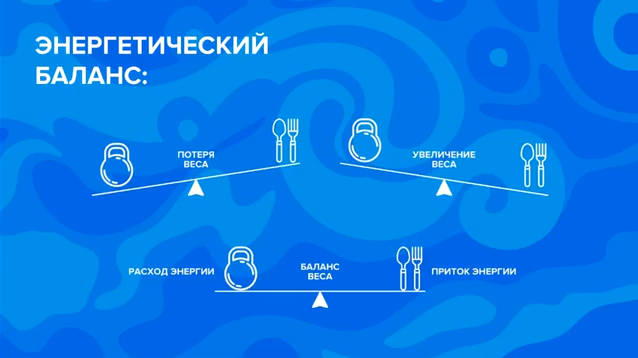 ЭНЕРГЕТИЧЕСКИЙ
БАЛАНС:
ПОТЕРЯ
ВЕСА
УВЕЛИЧЕНИЕ
ВЕСА
РАСХОД ЭНЕРГИИ
БАЛАНС
ВЕСА
ПРИТОК ЭНЕРГИИ